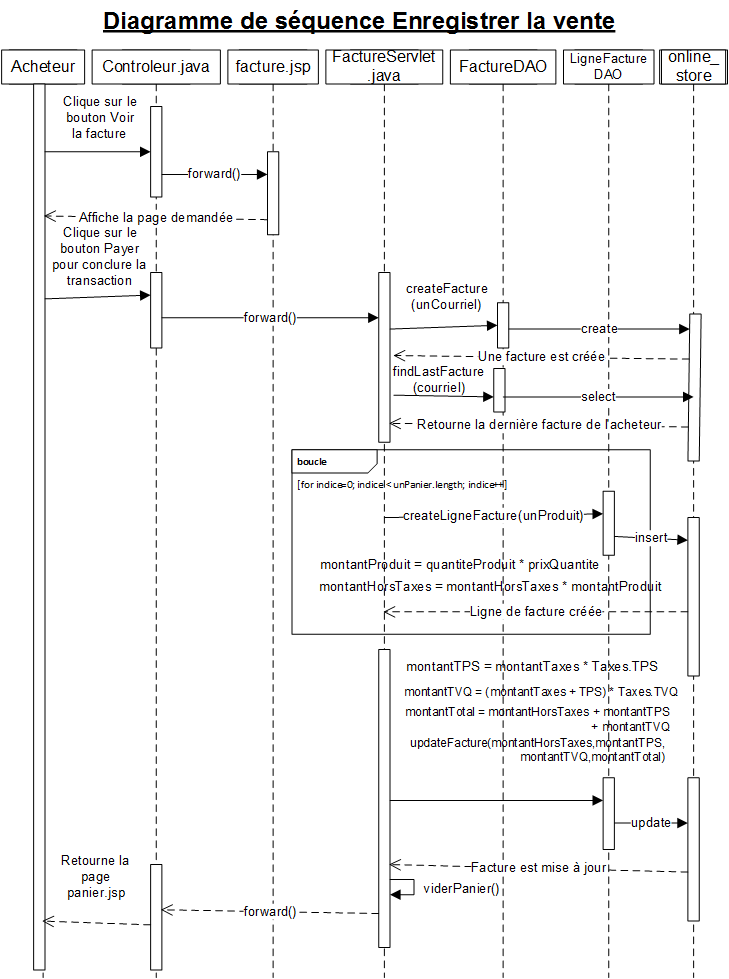 Diagramme de séquence Enregistrer la vente
Acheteur
Controleur.java
facture.jsp
FactureServlet
.java
FactureDAO
LigneFacture
DAO
online_
store
Clique sur le
bouton Voir
la facture
forward()
Affiche la page demandée
Clique sur le
bouton Payer
pour conclure la
transaction
forward()
createFacture
(unCourriel)
create
Une facture est créée
findLastFacture
(courriel)
select
Retourne la dernière facture de l'acheteur
boucle
[for indice=0; indice<unPanier.length; indice++]
createLigneFacture(unProduit)
insert
montantProduit = quantiteProduit * prixQuantite
montantHorsTaxes = montantHorsTaxes * montantProduit
Ligne de facture créée
montantTPS = montantTaxes * Taxes.TPS
montantTVQ = (montantTaxes + TPS) * Taxes.TVQ
montantTotal = montantHorsTaxes + montantTPS
+ montantTVQ
updateFacture(montantHorsTaxes,montantTPS,
montantTVQ,montantTotal)
update
Facture est mise à jour
viderPanier()
Retourne la
page
panier.jsp
forward()